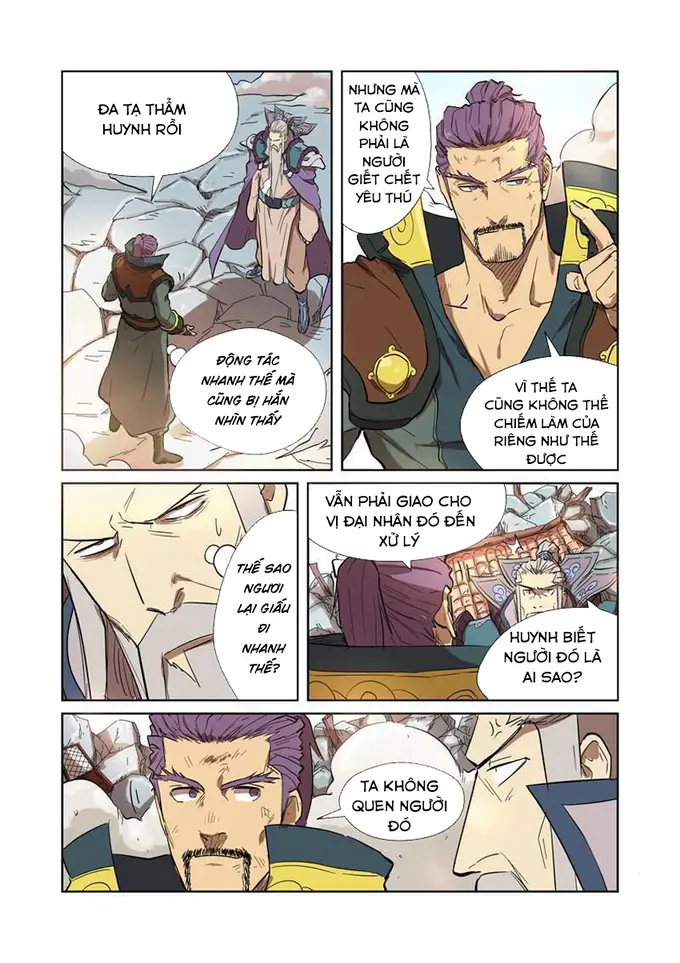 ĐA TẠ THẨM
HUYNH RỒI
ĐỘNG TÁC
NHANH THẾ MÀ
CŨNG BỊ HẮN
NHÌN THẤY
NHƯNG MÀ
TA CŨNG
KHÔNG
PHẢI LÀ
NGƯỜI
GIẾT CHẾT
YÊU THÚ
VÌ THẾ TA
CŨNG KHÔNG THỂ
CHIẾM LÀM CỦA
RIÊNG NHƯ THẾ
ĐƯỢC
THẾ SAO
NGƯƠI
LẠI GIẤU
ĐI
NHANH
THẾ?
VẪN PHẢI GIAO CHO
VỊ ĐẠI NHÂN ĐÓ ĐẾN
XỬ LÝ
HUYNH BIẾT
NGƯỜI ĐÓ LÀ
AI SAO?
TA KHÔNG
QUEN NGƯỜI
ĐÓ